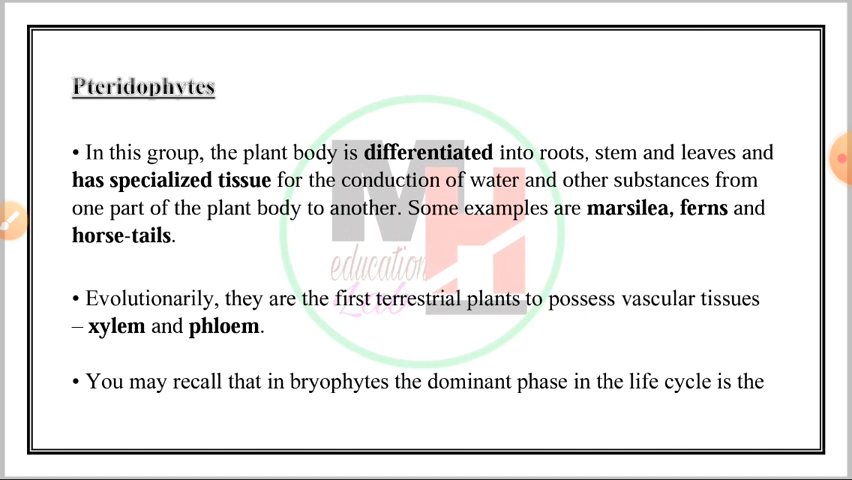 Pteridophytes
• In this group, the plant body is differentiated into roots, stem and leaves and
has specialized tissue for the conduction of water and other substances from
one part of the plant body to another. Some examples are marsilea, ferns and
horse-tails.
• Evolutionarily, they are the first terrestrial plants to possess vascular tissues
– xylem and phloem.
• You may recall that in bryophytes the dominant phase in the life cycle is the
education
Lab